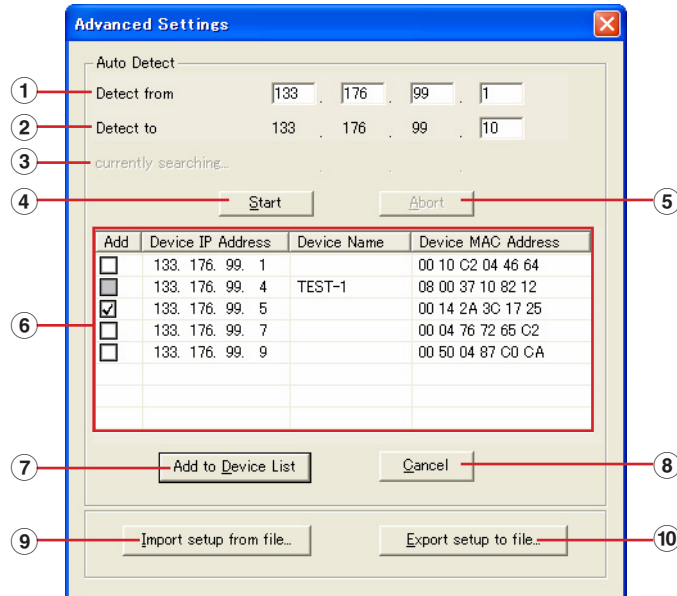 Advanced Settings
Auto Detect
1 Detect from 133 . 176 . 99 . 1
2 Detect to 133 . 176 . 99 . 10
3 currently searching... . . .
4 Start Abort 5
Add Device IP Address Device Name Device MAC Address
133. 176. 99. 1 00 10 C2 04 46 64
133. 176. 99. 4 TEST-1 08 00 37 10 82 12
6 133. 176. 99. 5 00 14 2A 3C 17 25
133. 176. 99. 7 00 04 76 72 65 C2
133. 176. 99. 9 00 50 04 87 C0 CA
7 Add to Device List Cancel 8
9 Import setup from file... Export setup to file... 10